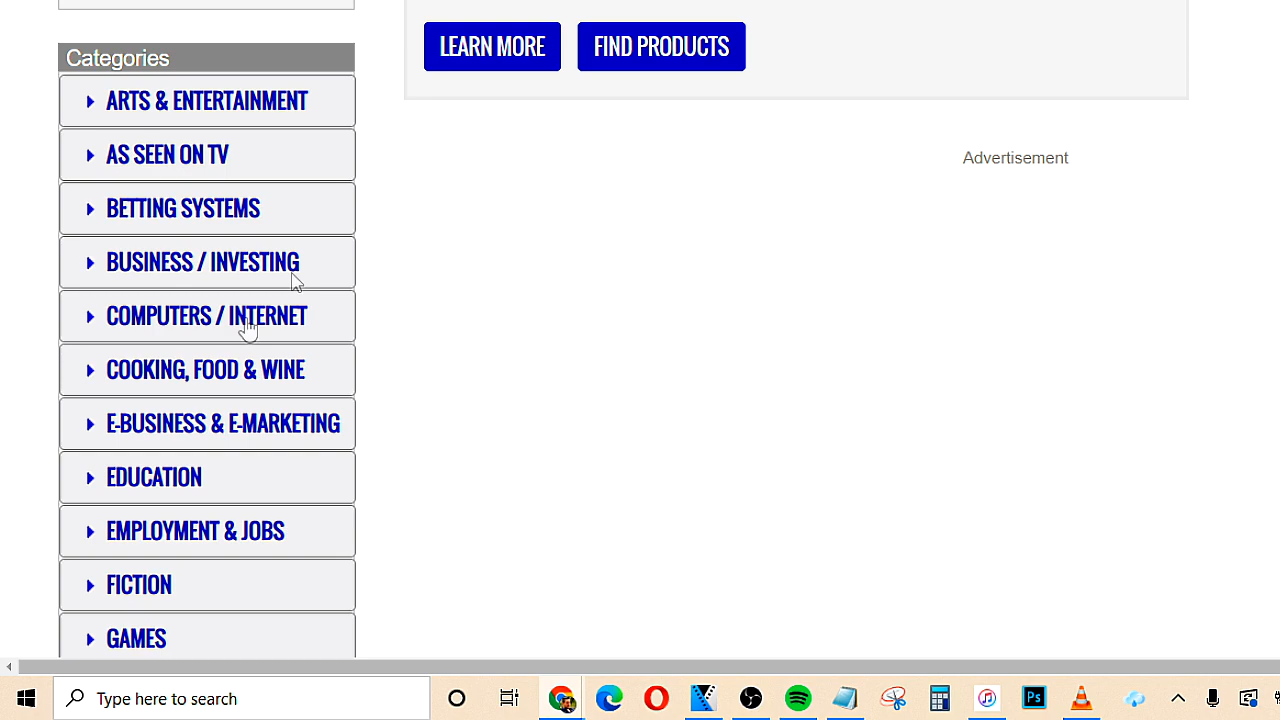 LEARN MORE
FIND PRODUCTS
Categories
ARTS & ENTERTAINMENT
AS SEEN ON TV
BETTING SYSTEMS
BUSINESS / INVESTING
COMPUTERS / INTERNET
COOKING, FOOD & WINE
E-BUSINESS & E-MARKETING
EDUCATION
EMPLOYMENT & JOBS
FICTION
GAMES
Advertisement
Type here to search
Ps